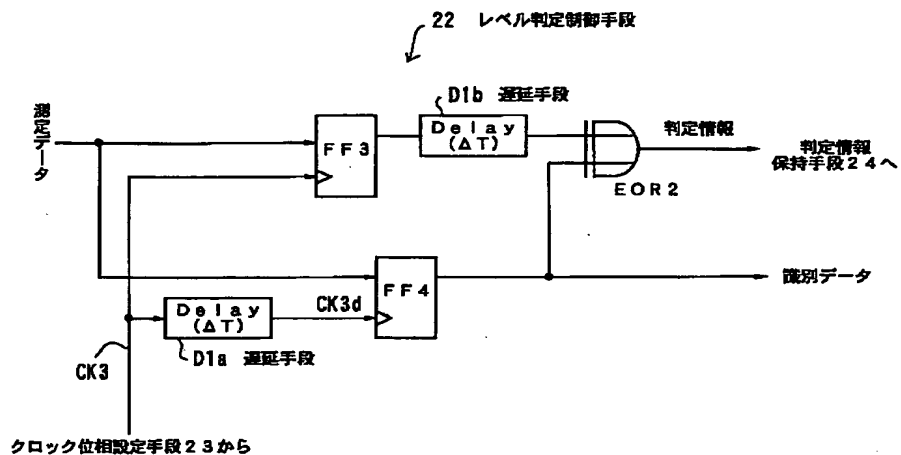 22 レベル判定制御手段
D1b 遅延手段
測定データ
FF3
Delay
(ΔT)
判定情報
判定情報
保持手段24へ
EOR2
FF4
識別データ
Delay
(ΔT)
CK3d
D1a 遅延手段
CK3
クロック位相設定手段23から